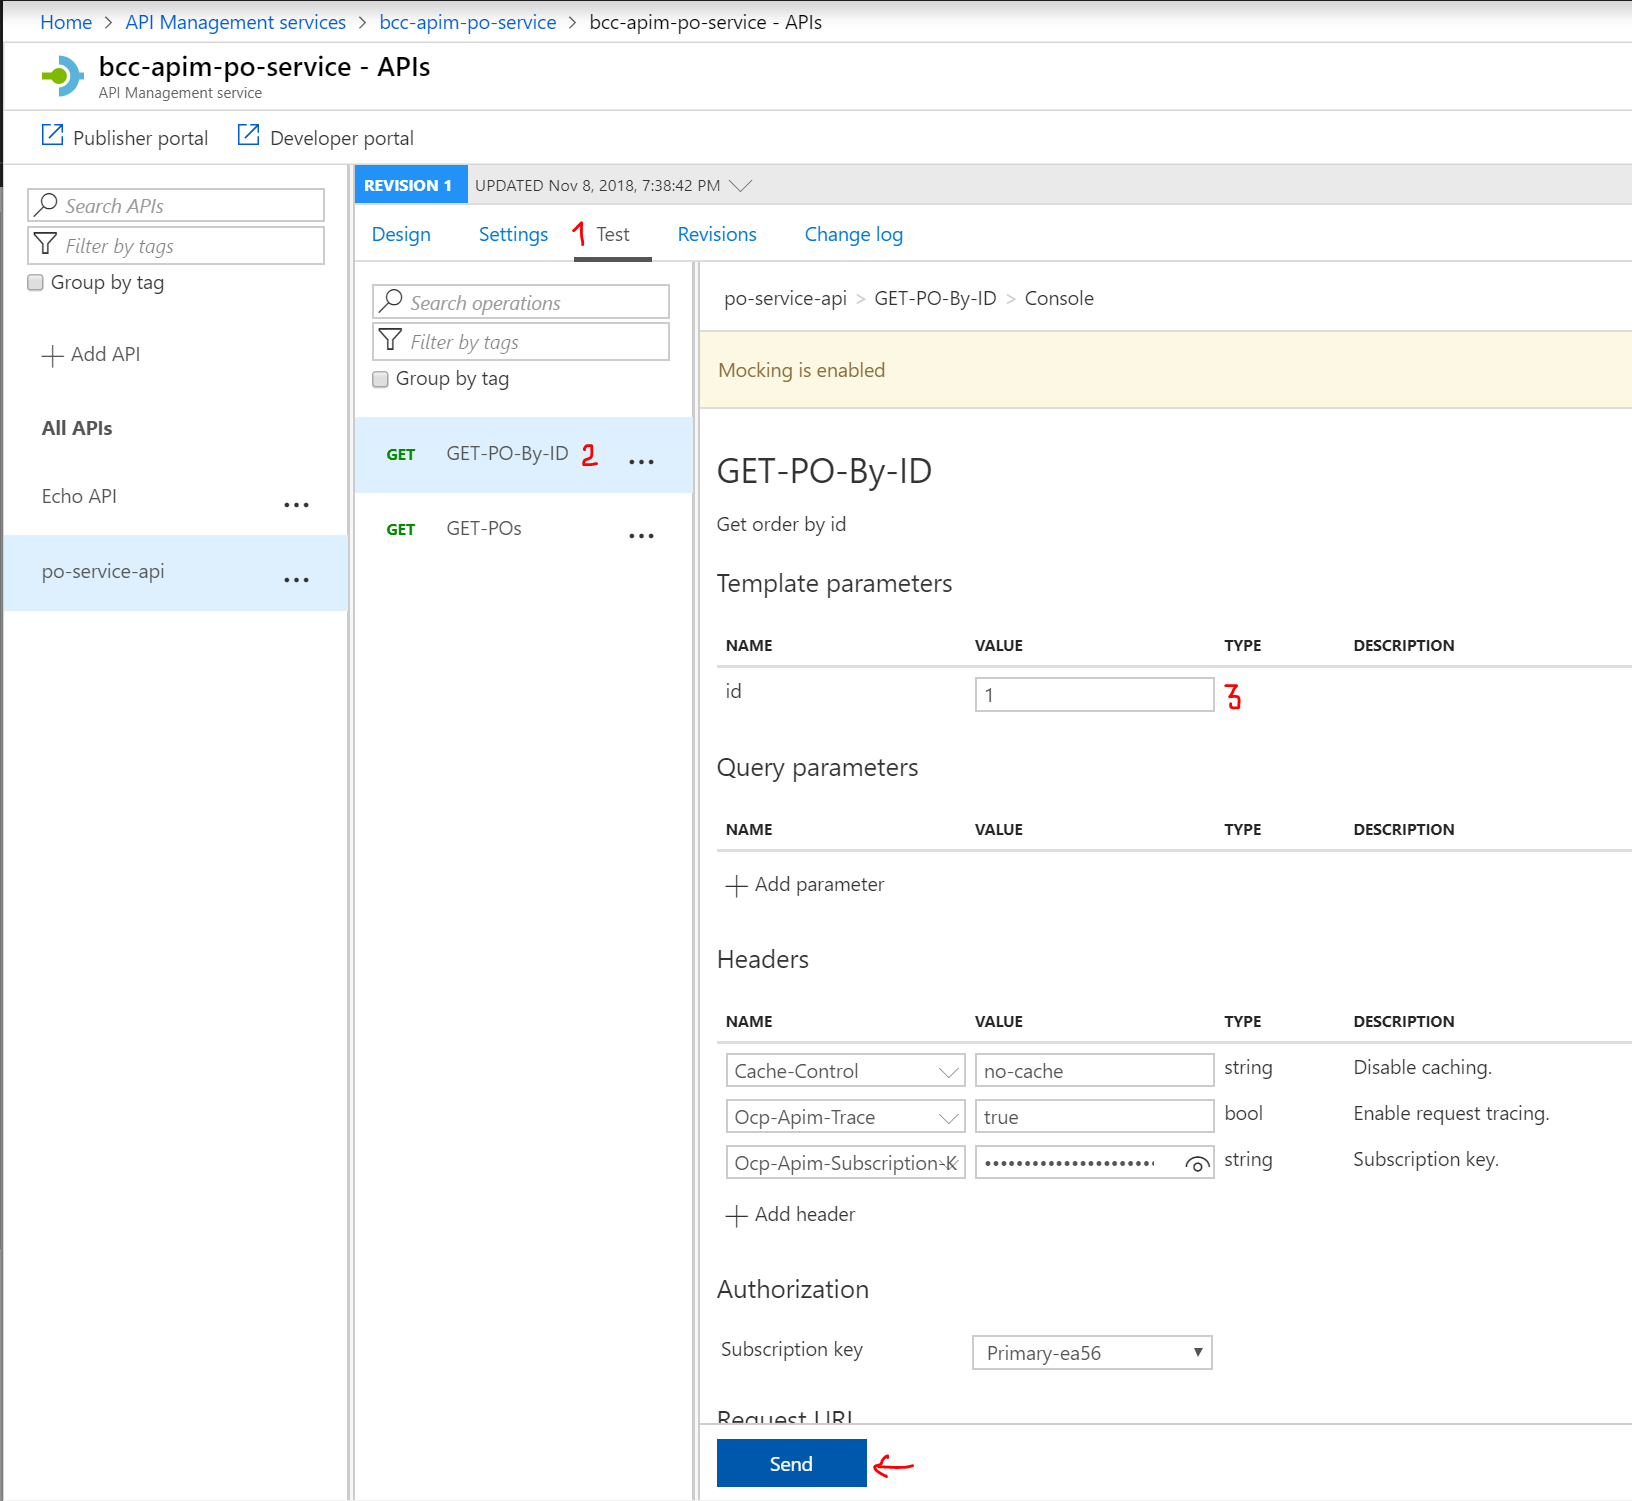 Home > API Management services > bcc-apim-po-service > bcc-apim-po-service - APIs
bcc-apim-po-service - APIs
API Management service
Publisher portal Developer portal
Search APIs
Filter by tags
Group by tag
+ Add API
All APIs
Echo API ...
po-service-api ...
REVISION 1 UPDATED Nov 8, 2018, 7:38:42 PM
Design Settings 1 Test Revisions Change log
Search operations
Filter by tags
Group by tag
GET GET-PO-By-ID 2 ...
GET GET-POs ...
po-service-api > GET-PO-By-ID > Console
Mocking is enabled
GET-PO-By-ID
Get order by id
Template parameters
NAME VALUE TYPE DESCRIPTION
id 1 3
Query parameters
NAME VALUE TYPE DESCRIPTION
+ Add parameter
Headers
NAME VALUE TYPE DESCRIPTION
Cache-Control no-cache string Disable caching.
Ocp-Apim-Trace true bool Enable request tracing.
Ocp-Apim-Subscription-K ••••••••••••••••••••• string Subscription key.
+ Add header
Authorization
Subscription key Primary-ea56
Request URL
Send